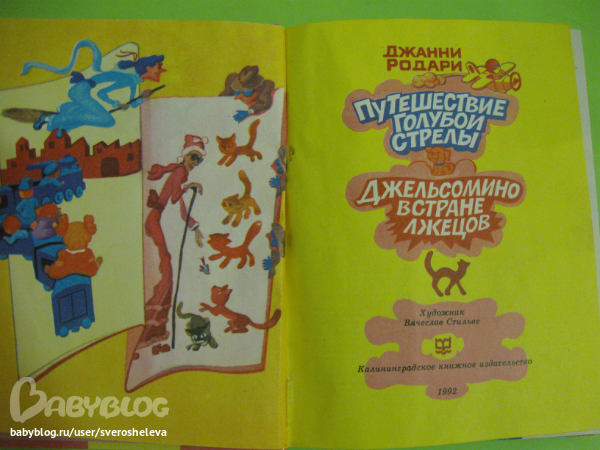 ДЖАННИ
РОДАРИ
ПУТЕШЕСТВИЕ
ГОЛУБОЙ
СТРЕЛЫ
ДЖЕЛЬСОМИНО
В СТРАНЕ
ЛЖЕЦОВ
Художник
Вячеслав Стильве
Калининградское книжное издательство
1992
BABYBLOG
babyblog.ru/user/sverosheleva